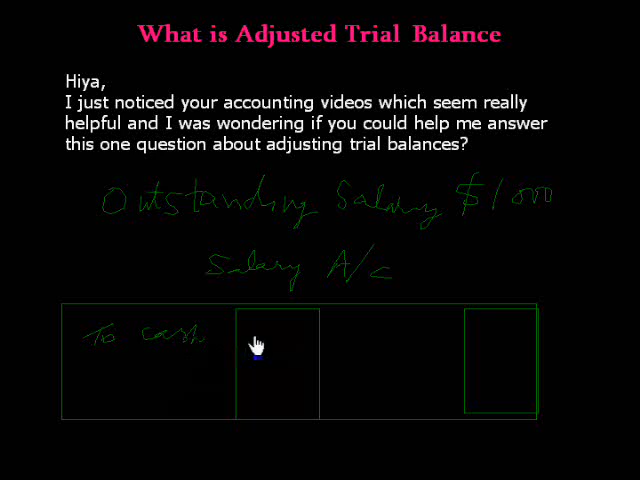 What is Adjusted Trial Balance
Hiya,
I just noticed your accounting videos which seem really
helpful and I was wondering if you could help me answer
this one question about adjusting trial balances?
Outstanding Salary $1000
Salary A/c
To cash